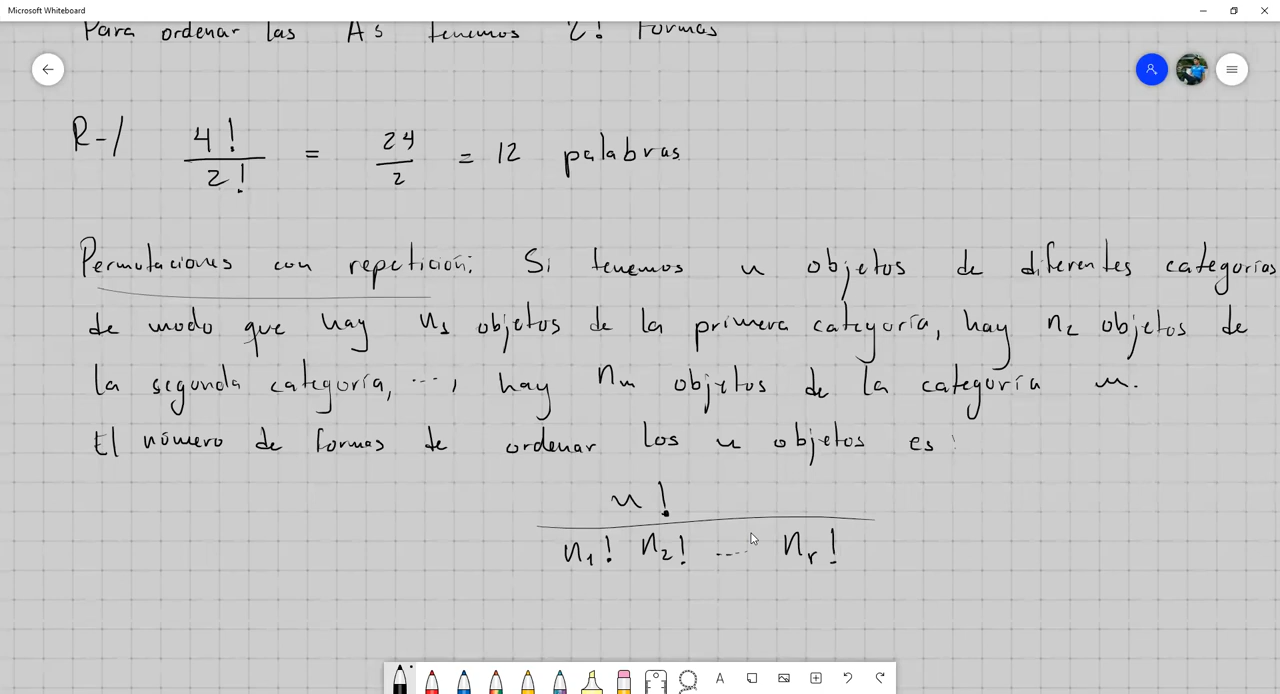 Microsoft Whiteboard
Para ordenar las As tenemos 2! formas
R-/ 4!/2! = 24/2 = 12 palabras
Permutaciones con repetición: Si tenemos n objetos de diferentes categorías
de modo que hay n₁ objetos de la primera categoría, hay n₂ objetos de
la segunda categoría, ..., hay nₘ objetos de la categoría m.
El número de formas de ordenar los n objetos es:
n!
n₁! n₂! .... nᵣ!
A